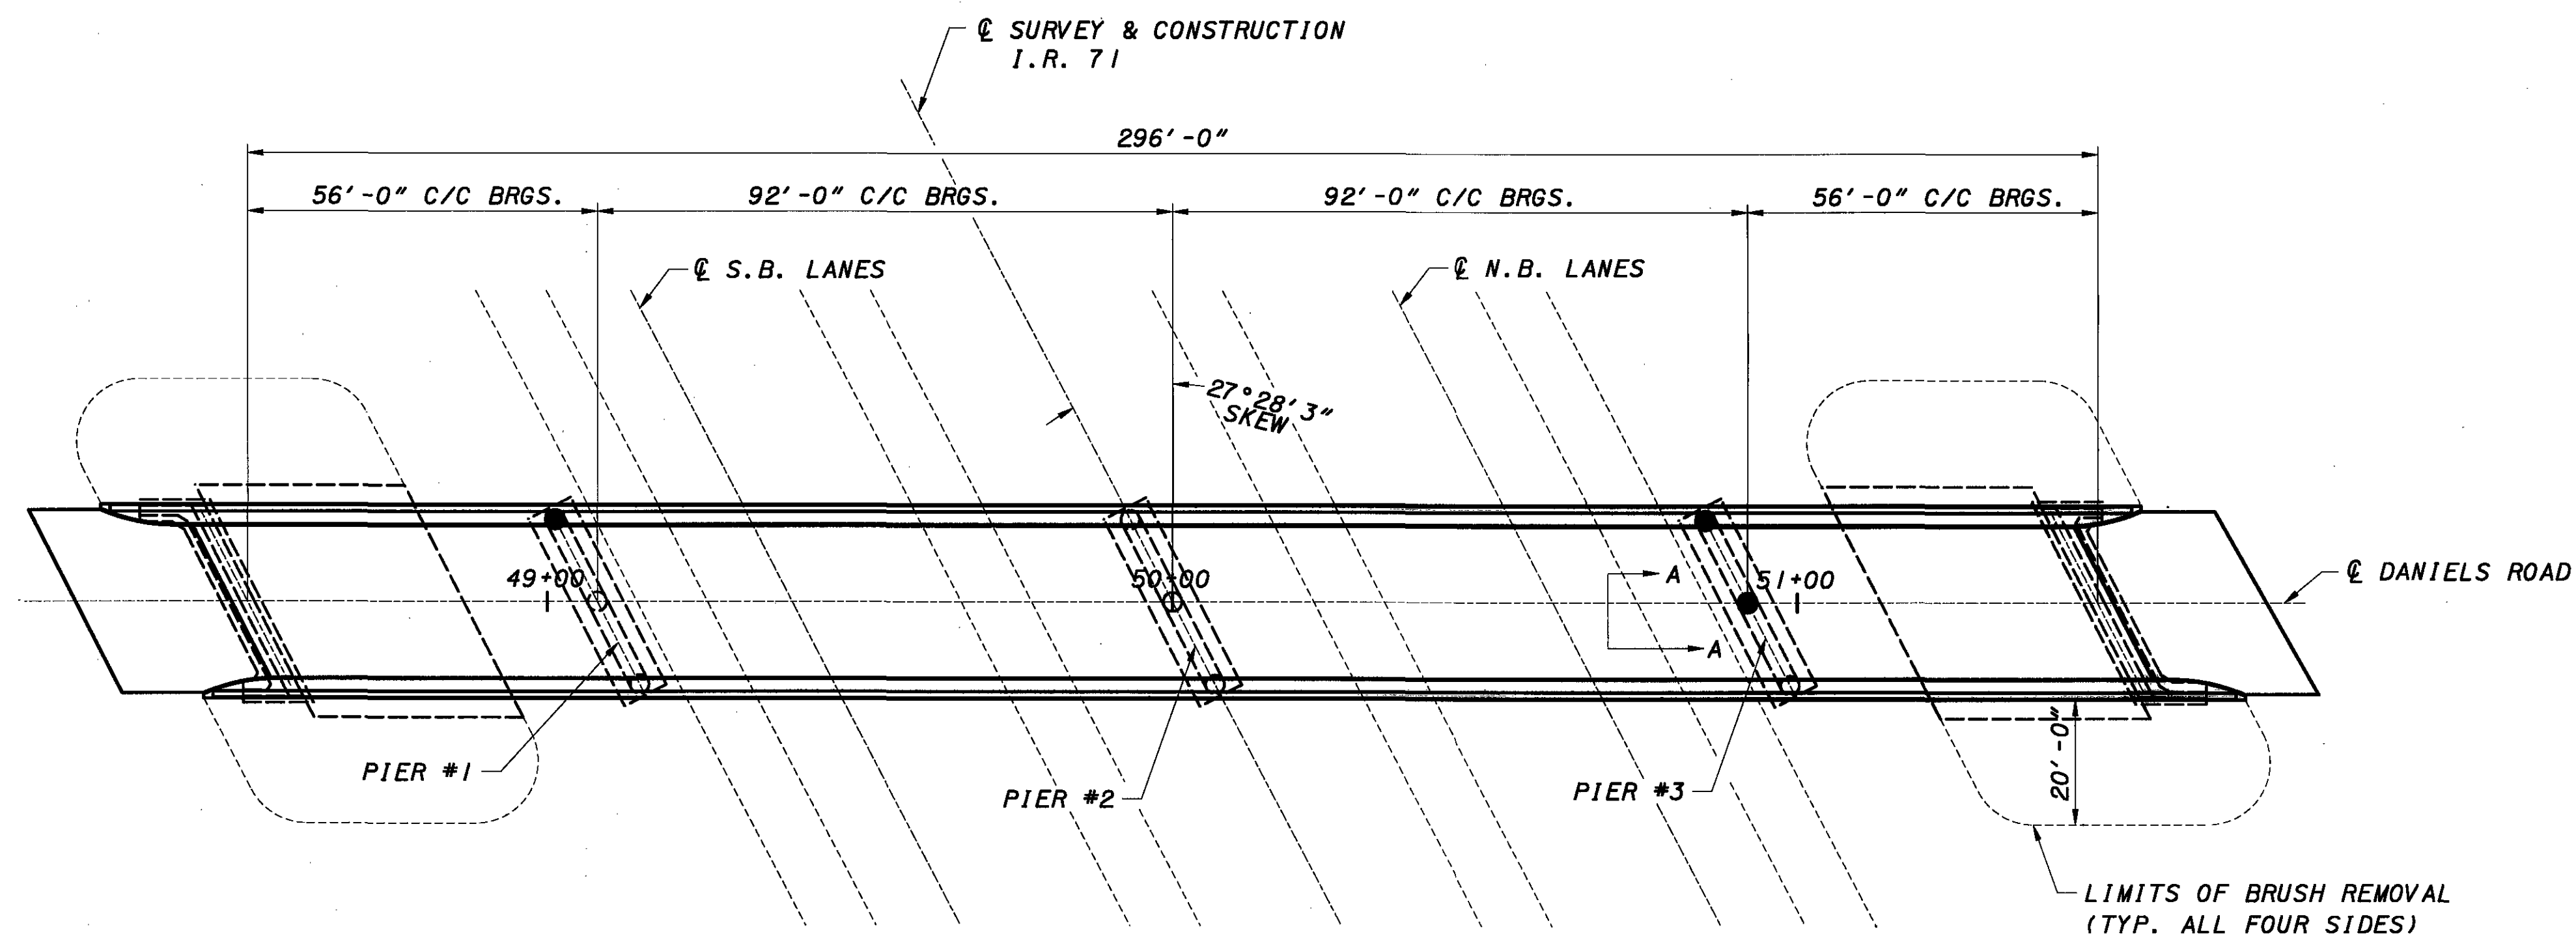 ℄ SURVEY & CONSTRUCTION
I.R. 71
296'-0"
56'-0" C/C BRGS.
92'-0" C/C BRGS.
92'-0" C/C BRGS.
56'-0" C/C BRGS.
℄ S.B. LANES
℄ N.B. LANES
27°28'3"
SKEW
49+00
50+00
A
51+00
℄ DANIELS ROAD
A
PIER #1
PIER #2
PIER #3
20'-0"
LIMITS OF BRUSH REMOVAL
(TYP. ALL FOUR SIDES)